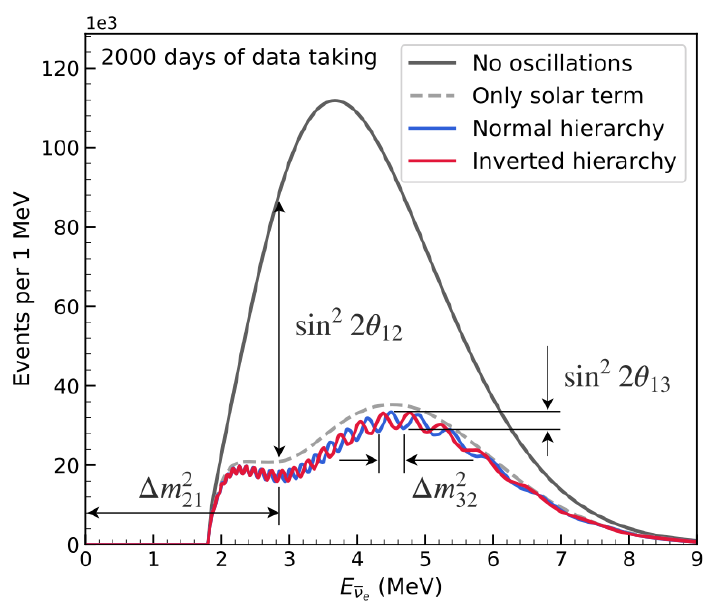 1e3
2000 days of data taking
No oscillations
Only solar term
Normal hierarchy
Inverted hierarchy
120
100
80
60
40
20
0
Events per 1 MeV
sin² 2θ₁₂
sin² 2θ₁₃
Δm²₂₁
Δm²₃₂
0 1 2 3 4 5 6 7 8 9
E_ν̅ₑ (MeV)